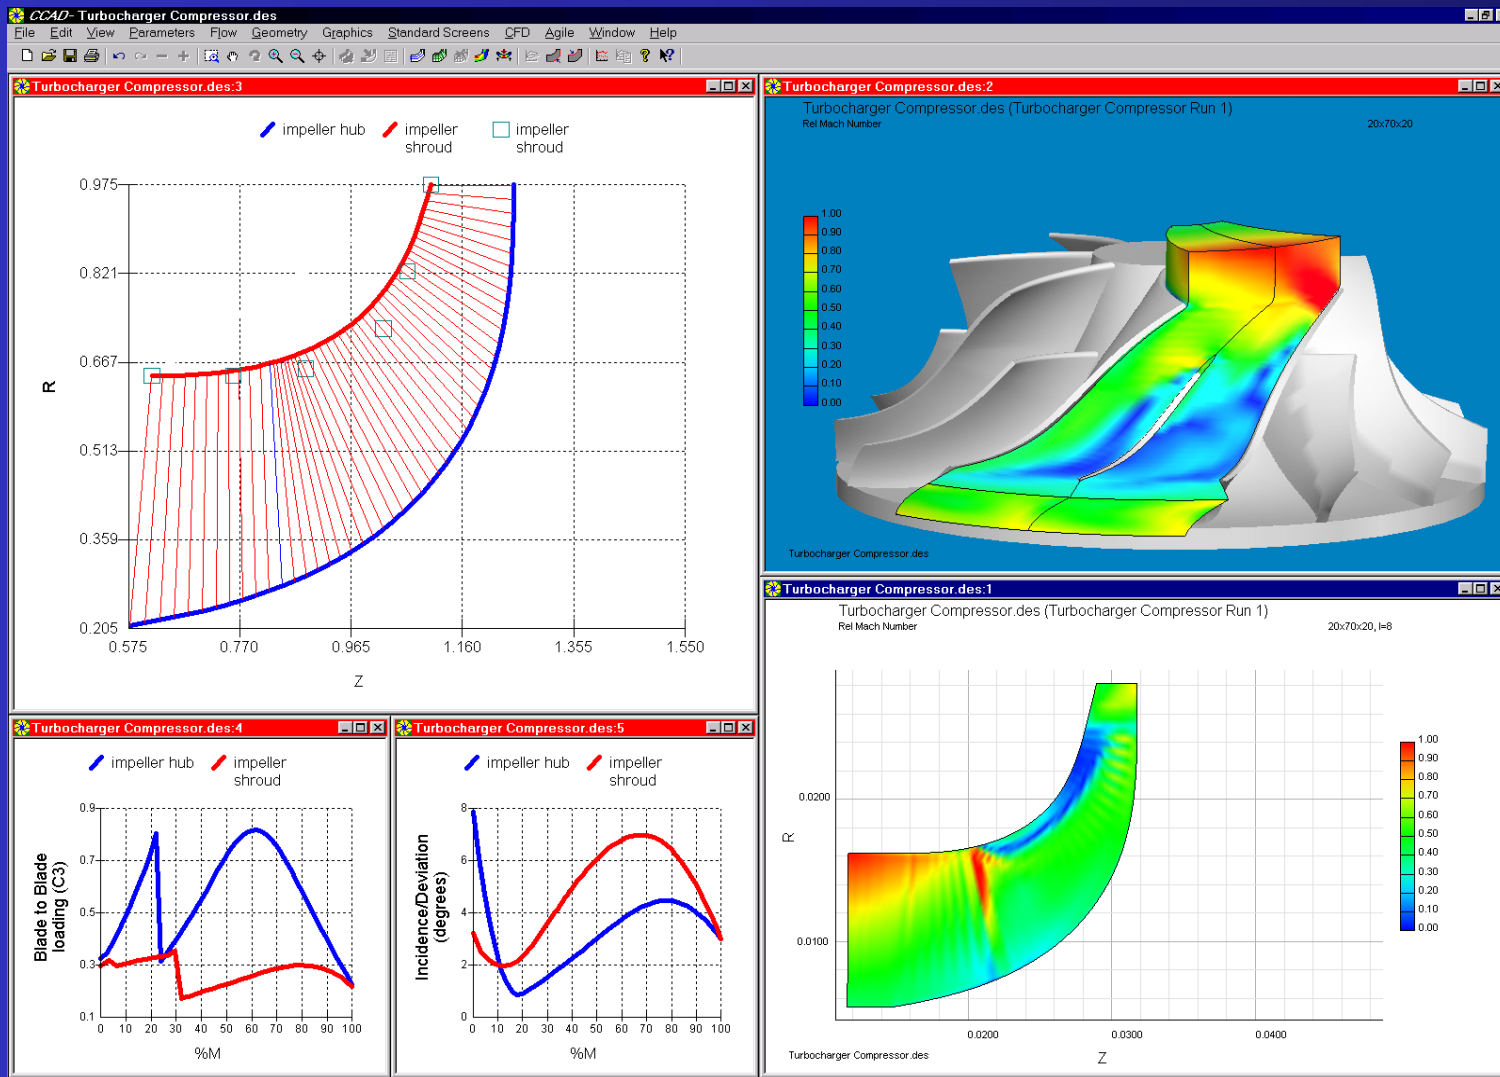 CCAD- Turbocharger Compressor.des
File Edit View Parameters Flow Geometry Graphics Standard Screens CFD Agile Window Help
Turbocharger Compressor.des:3
impeller hub
impeller
shroud
impeller
shroud
0.975
0.821
0.667
0.513
0.359
0.205
R
0.575 0.770 0.965 1.160 1.355 1.550
Z
Turbocharger Compressor.des:2
Turbocharger Compressor.des (Turbocharger Compressor Run 1)
Rel Mach Number
20x70x20
1.00
0.90
0.80
0.70
0.60
0.50
0.40
0.30
0.20
0.10
0.00
Turbocharger Compressor.des
Turbocharger Compressor.des:4
impeller hub
impeller
shroud
Blade to Blade
loading (C3)
0.9
0.7
0.5
0.3
0.1
0 10 20 30 40 50 60 70 80 90 100
%M
Turbocharger Compressor.des:5
impeller hub
impeller
shroud
Incidence/Deviation
(degrees)
8
6
4
2
0
0 10 20 30 40 50 60 70 80 90 100
%M
Turbocharger Compressor.des:1
Turbocharger Compressor.des (Turbocharger Compressor Run 1)
Rel Mach Number
20x70x20, I=8
R
0.0200
0.0100
0.0200 0.0300 0.0400
Z
1.00
0.90
0.80
0.70
0.60
0.50
0.40
0.30
0.20
0.10
0.00
Turbocharger Compressor.des